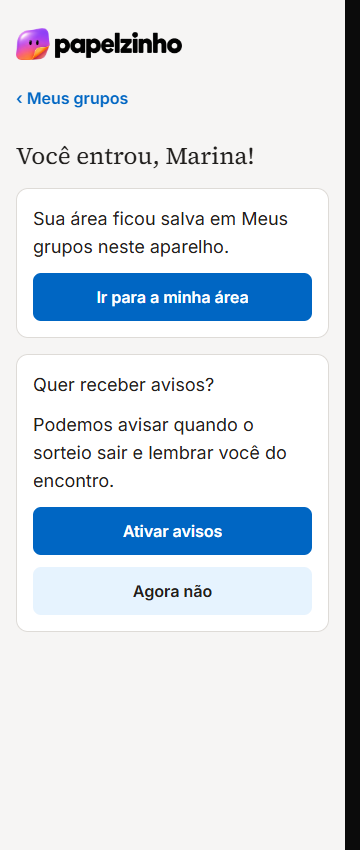 papelzinho
‹ Meus grupos
Você entrou, Marina!
Sua área ficou salva em Meus
grupos neste aparelho.
Ir para a minha área
Quer receber avisos?
Podemos avisar quando o
sorteio sair e lembrar você do
encontro.
Ativar avisos
Agora não